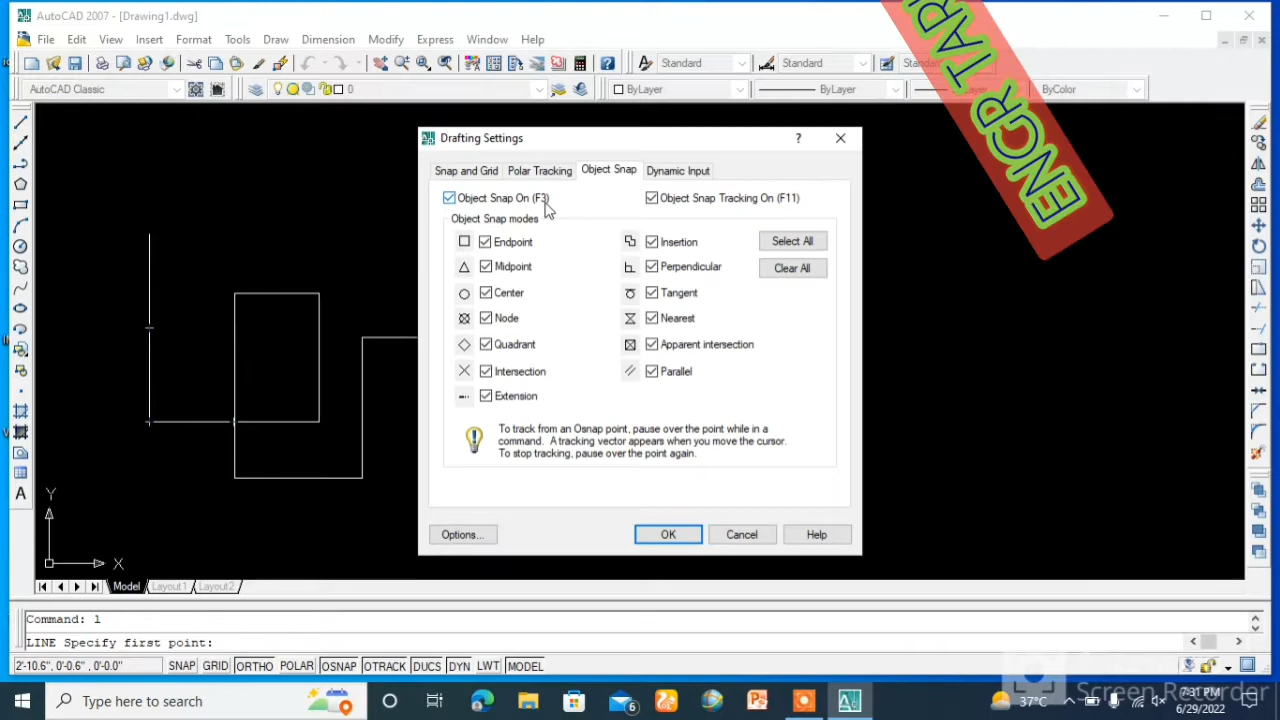 AutoCAD 2007 - [Drawing1.dwg]
File Edit View Insert Format Tools Draw Dimension Modify Express Window Help
Standard Standard Standard
AutoCAD Classic 0 ByLayer ByLayer ByLayer ByColor
ENGR TAR
Drafting Settings
Snap and Grid Polar Tracking Object Snap Dynamic Input
Object Snap On (F3) Object Snap Tracking On (F11)
Object Snap modes
Endpoint Insertion Select All
Midpoint Perpendicular Clear All
Center Tangent
Node Nearest
Quadrant Apparent intersection
Intersection Parallel
Extension
To track from an Osnap point, pause over the point while in a
command. A tracking vector appears when you move the cursor.
To stop tracking, pause over the point again.
Options... OK Cancel Help
Y
X
Model Layout1 Layout2
Command: l
LINE Specify first point:
2'-10.6", 0'-0.6", 0'-0.0" SNAP GRID ORTHO POLAR OSNAP OTRACK DUCS DYN LWT MODEL
Type here to search
6
37°C
7:31 PM
6/29/2022
Screen Recorder